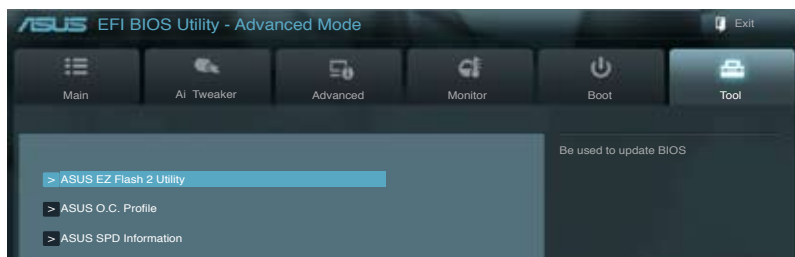 ASUS EFI BIOS Utility - Advanced Mode
Exit
Main
Ai Tweaker
Advanced
Monitor
Boot
Tool
Be used to update BIOS
> ASUS EZ Flash 2 Utility
> ASUS O.C. Profile
> ASUS SPD Information